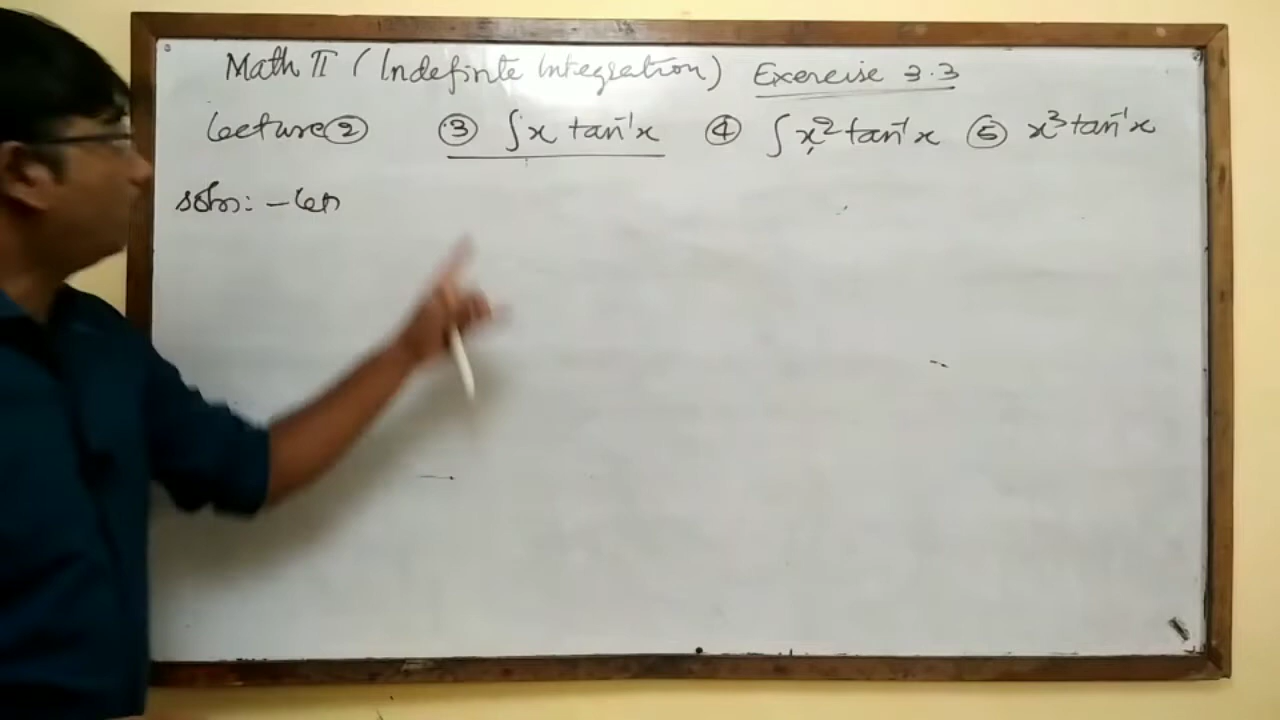 Math II (Indefinite Integration) Exercise 3.3
Lecture ② ③ ∫x tan⁻¹x ④ ∫x² tan⁻¹x ⑤ x³ tan⁻¹x
soln: - Let